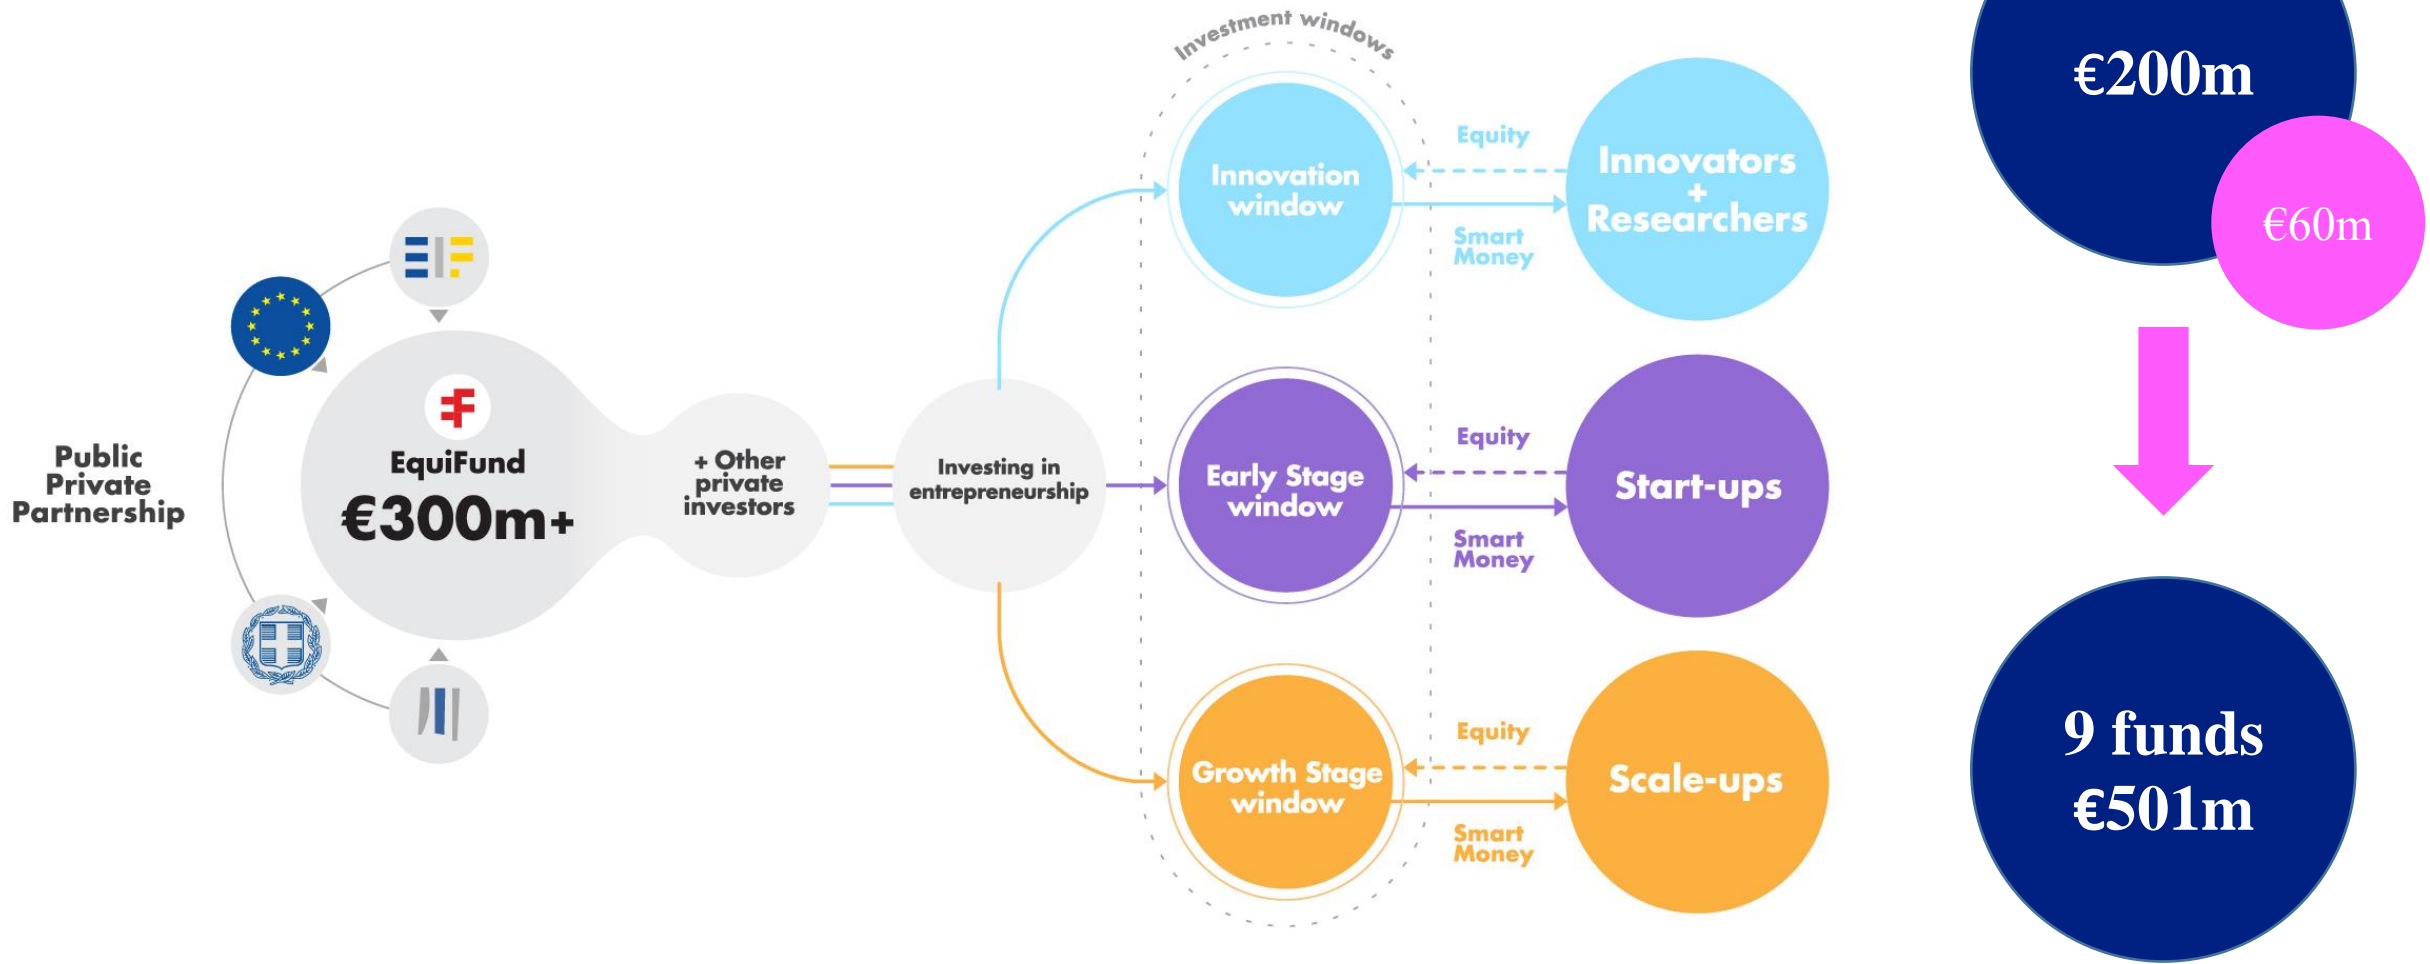 Public
Private
Partnership
EquiFund
€300m+
+ Other
private
investors
Investing in
entrepreneurship
Investment windows
Innovation
window
Equity
Smart
Money
Innovators
+
Researchers
Early Stage
window
Equity
Smart
Money
Start-ups
Growth Stage
window
Equity
Smart
Money
Scale-ups
€200m
€60m
9 funds
€501m